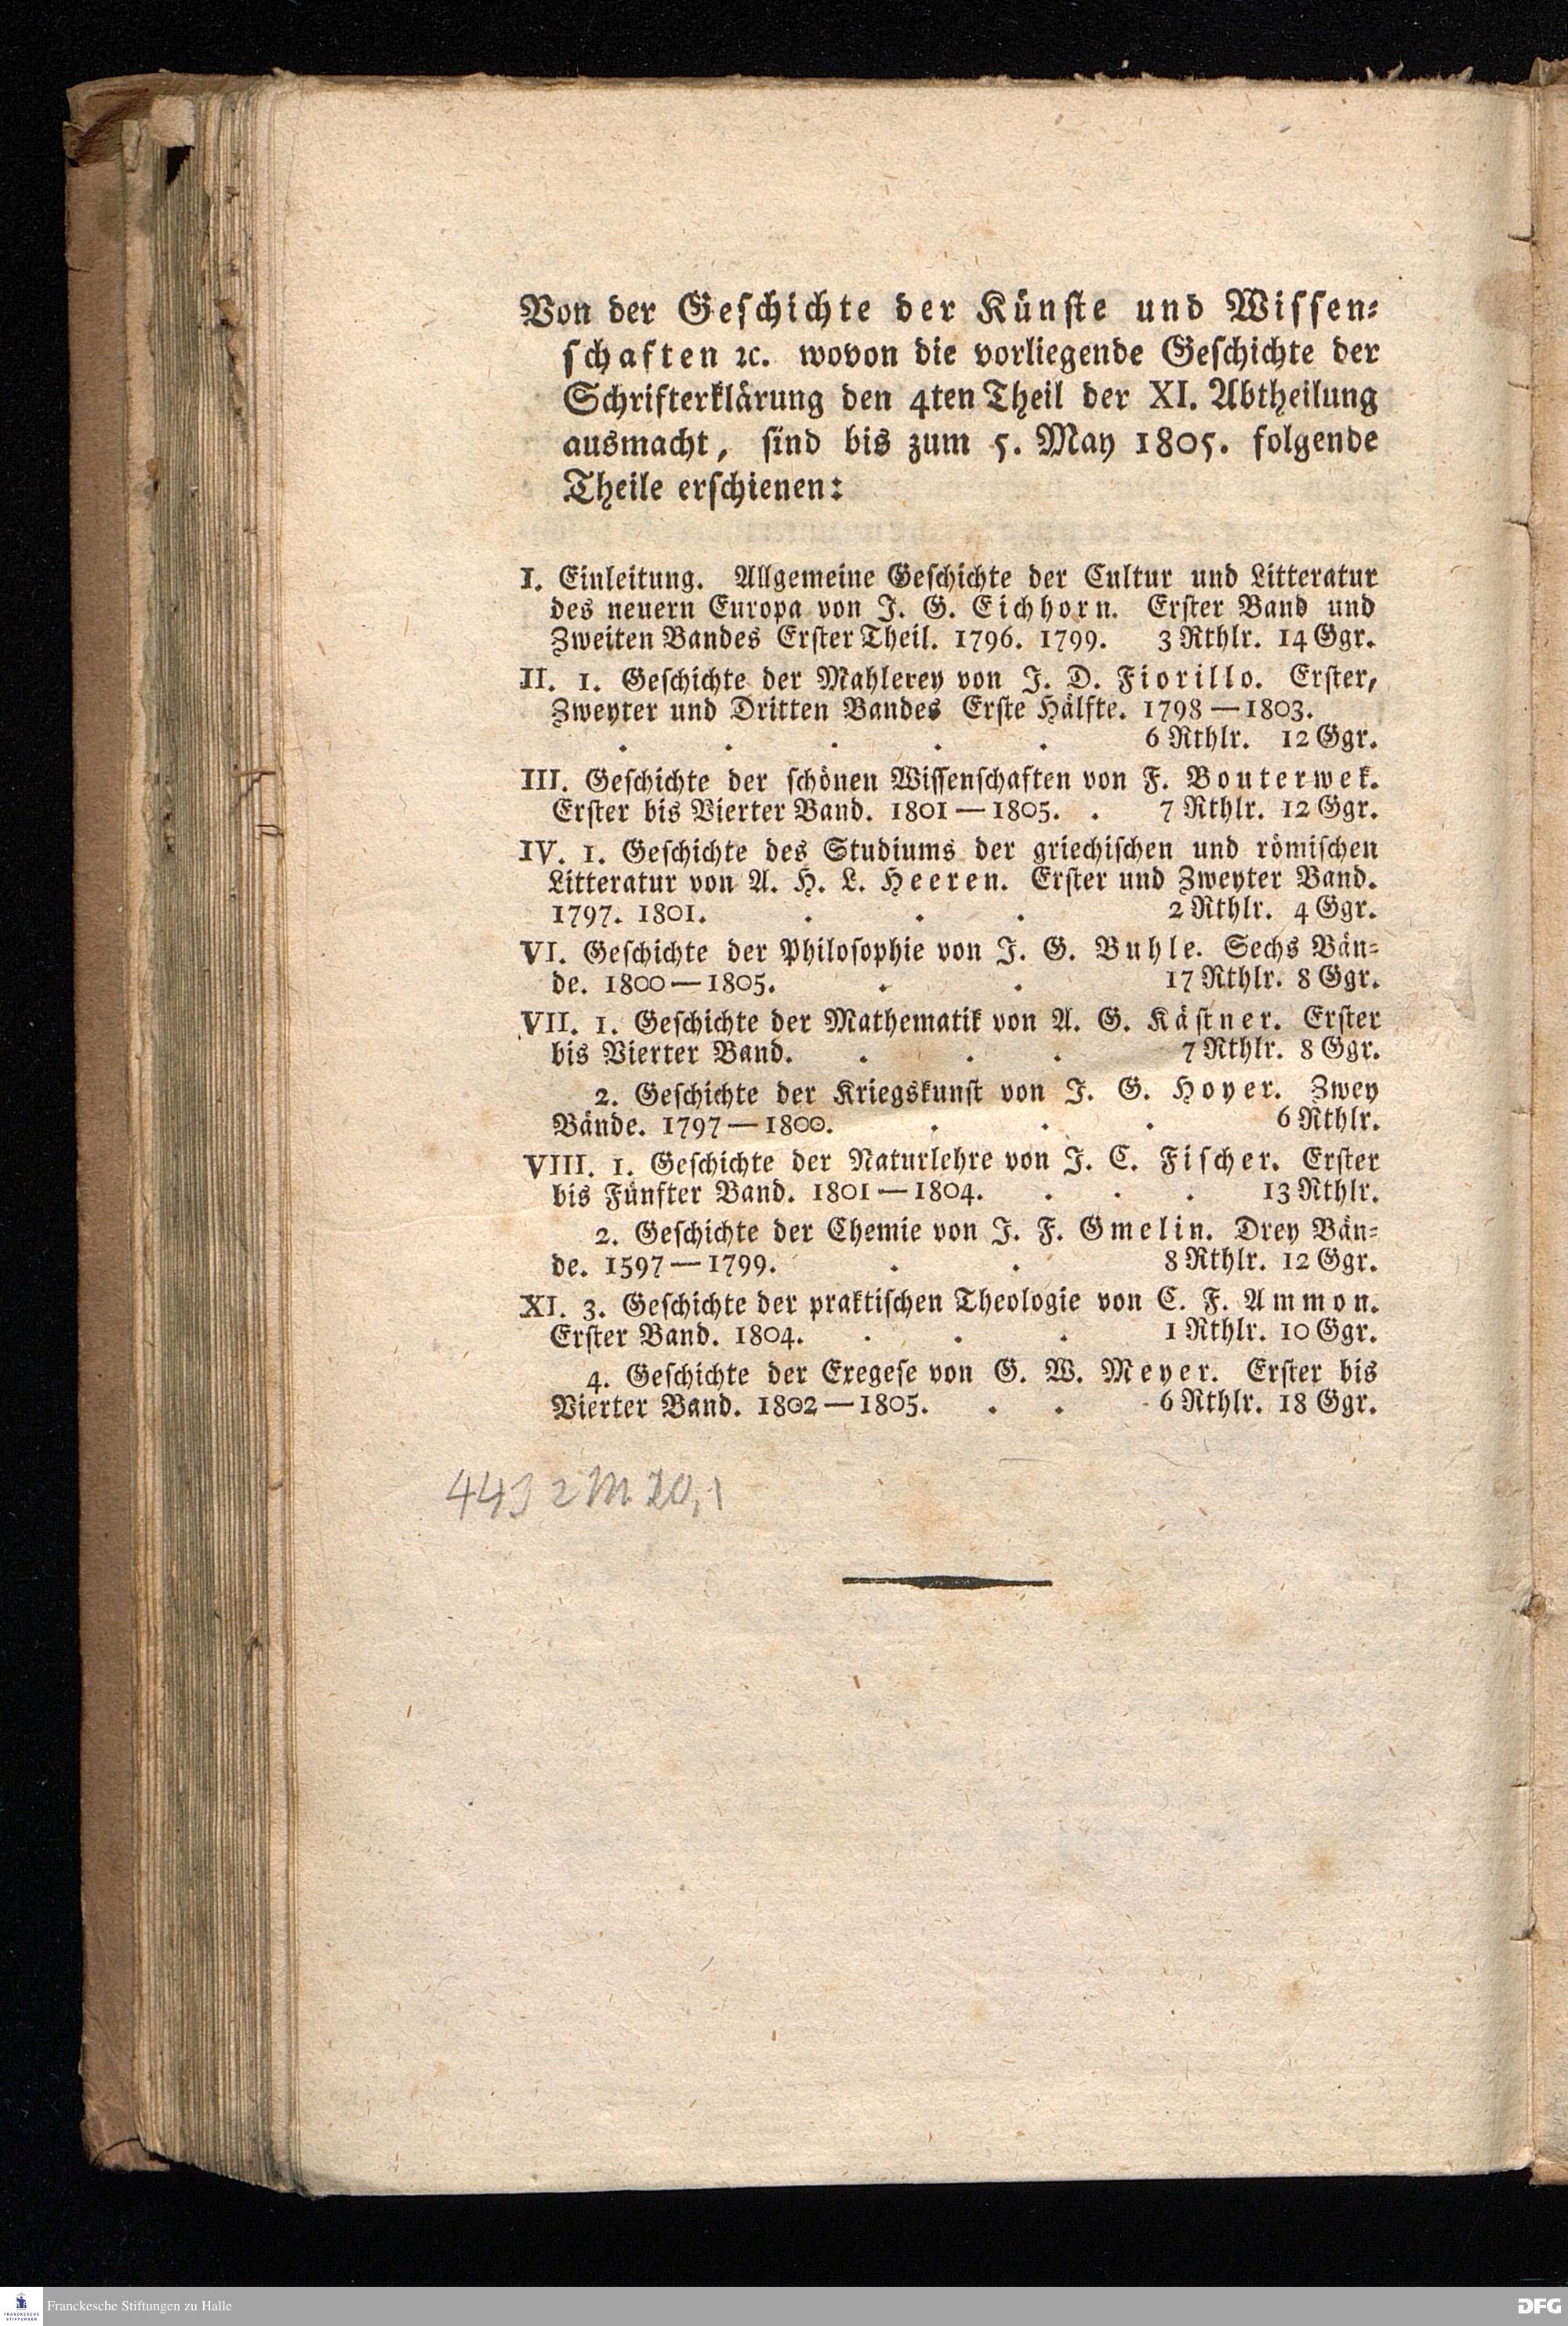 Von der Geschichte der Künste und Wissen-
schaften ꝛc. wovon die vorliegende Geschichte der
Schrifterklärung den 4ten Theil der XI. Abtheilung
ausmacht, sind bis zum 5. May 1805. folgende
Theile erschienen:
I. Einleitung. Allgemeine Geschichte der Cultur und Litteratur
des neuern Europa von J. G. Eichhorn. Erster Band und
Zweiten Bandes Erster Theil. 1796. 1799. 3 Rthlr. 14 Ggr.
II. 1. Geschichte der Mahlerey von J. D. Fiorillo. Erster,
Zweyter und Dritten Bandes Erste Hälfte. 1798 — 1803.
. . . . . 6 Rthlr. 12 Ggr.
III. Geschichte der schönen Wissenschaften von F. Bouterwek.
Erster bis Vierter Band. 1801 — 1805. . 7 Rthlr. 12 Ggr.
IV. 1. Geschichte des Studiums der griechischen und römischen
Litteratur von A. H. L. Heeren. Erster und Zweyter Band.
1797. 1801. . . . 2 Rthlr. 4 Ggr.
VI. Geschichte der Philosophie von J. G. Buhle. Sechs Bän-
de. 1800 — 1805. . . 17 Rthlr. 8 Ggr.
VII. 1. Geschichte der Mathematik von A. G. Kästner. Erster
bis Vierter Band. . . . 7 Rthlr. 8 Ggr.
2. Geschichte der Kriegskunst von J. G. Hoyer. Zwey
Bände. 1797 — 1800. . . . 6 Rthlr.
VIII. 1. Geschichte der Naturlehre von J. C. Fischer. Erster
bis Fünfter Band. 1801 — 1804. . . . 13 Rthlr.
2. Geschichte der Chemie von J. F. Gmelin. Drey Bän-
de. 1597 — 1799. . . 8 Rthlr. 12 Ggr.
XI. 3. Geschichte der praktischen Theologie von C. F. Ammon.
Erster Band. 1804. . . . 1 Rthlr. 10 Ggr.
4. Geschichte der Exegese von G. W. Meyer. Erster bis
Vierter Band. 1802 — 1805. . . 6 Rthlr. 18 Ggr.
Franckesche Stiftungen zu Halle
FRANCKESCHE
STIFTUNGEN
DFG